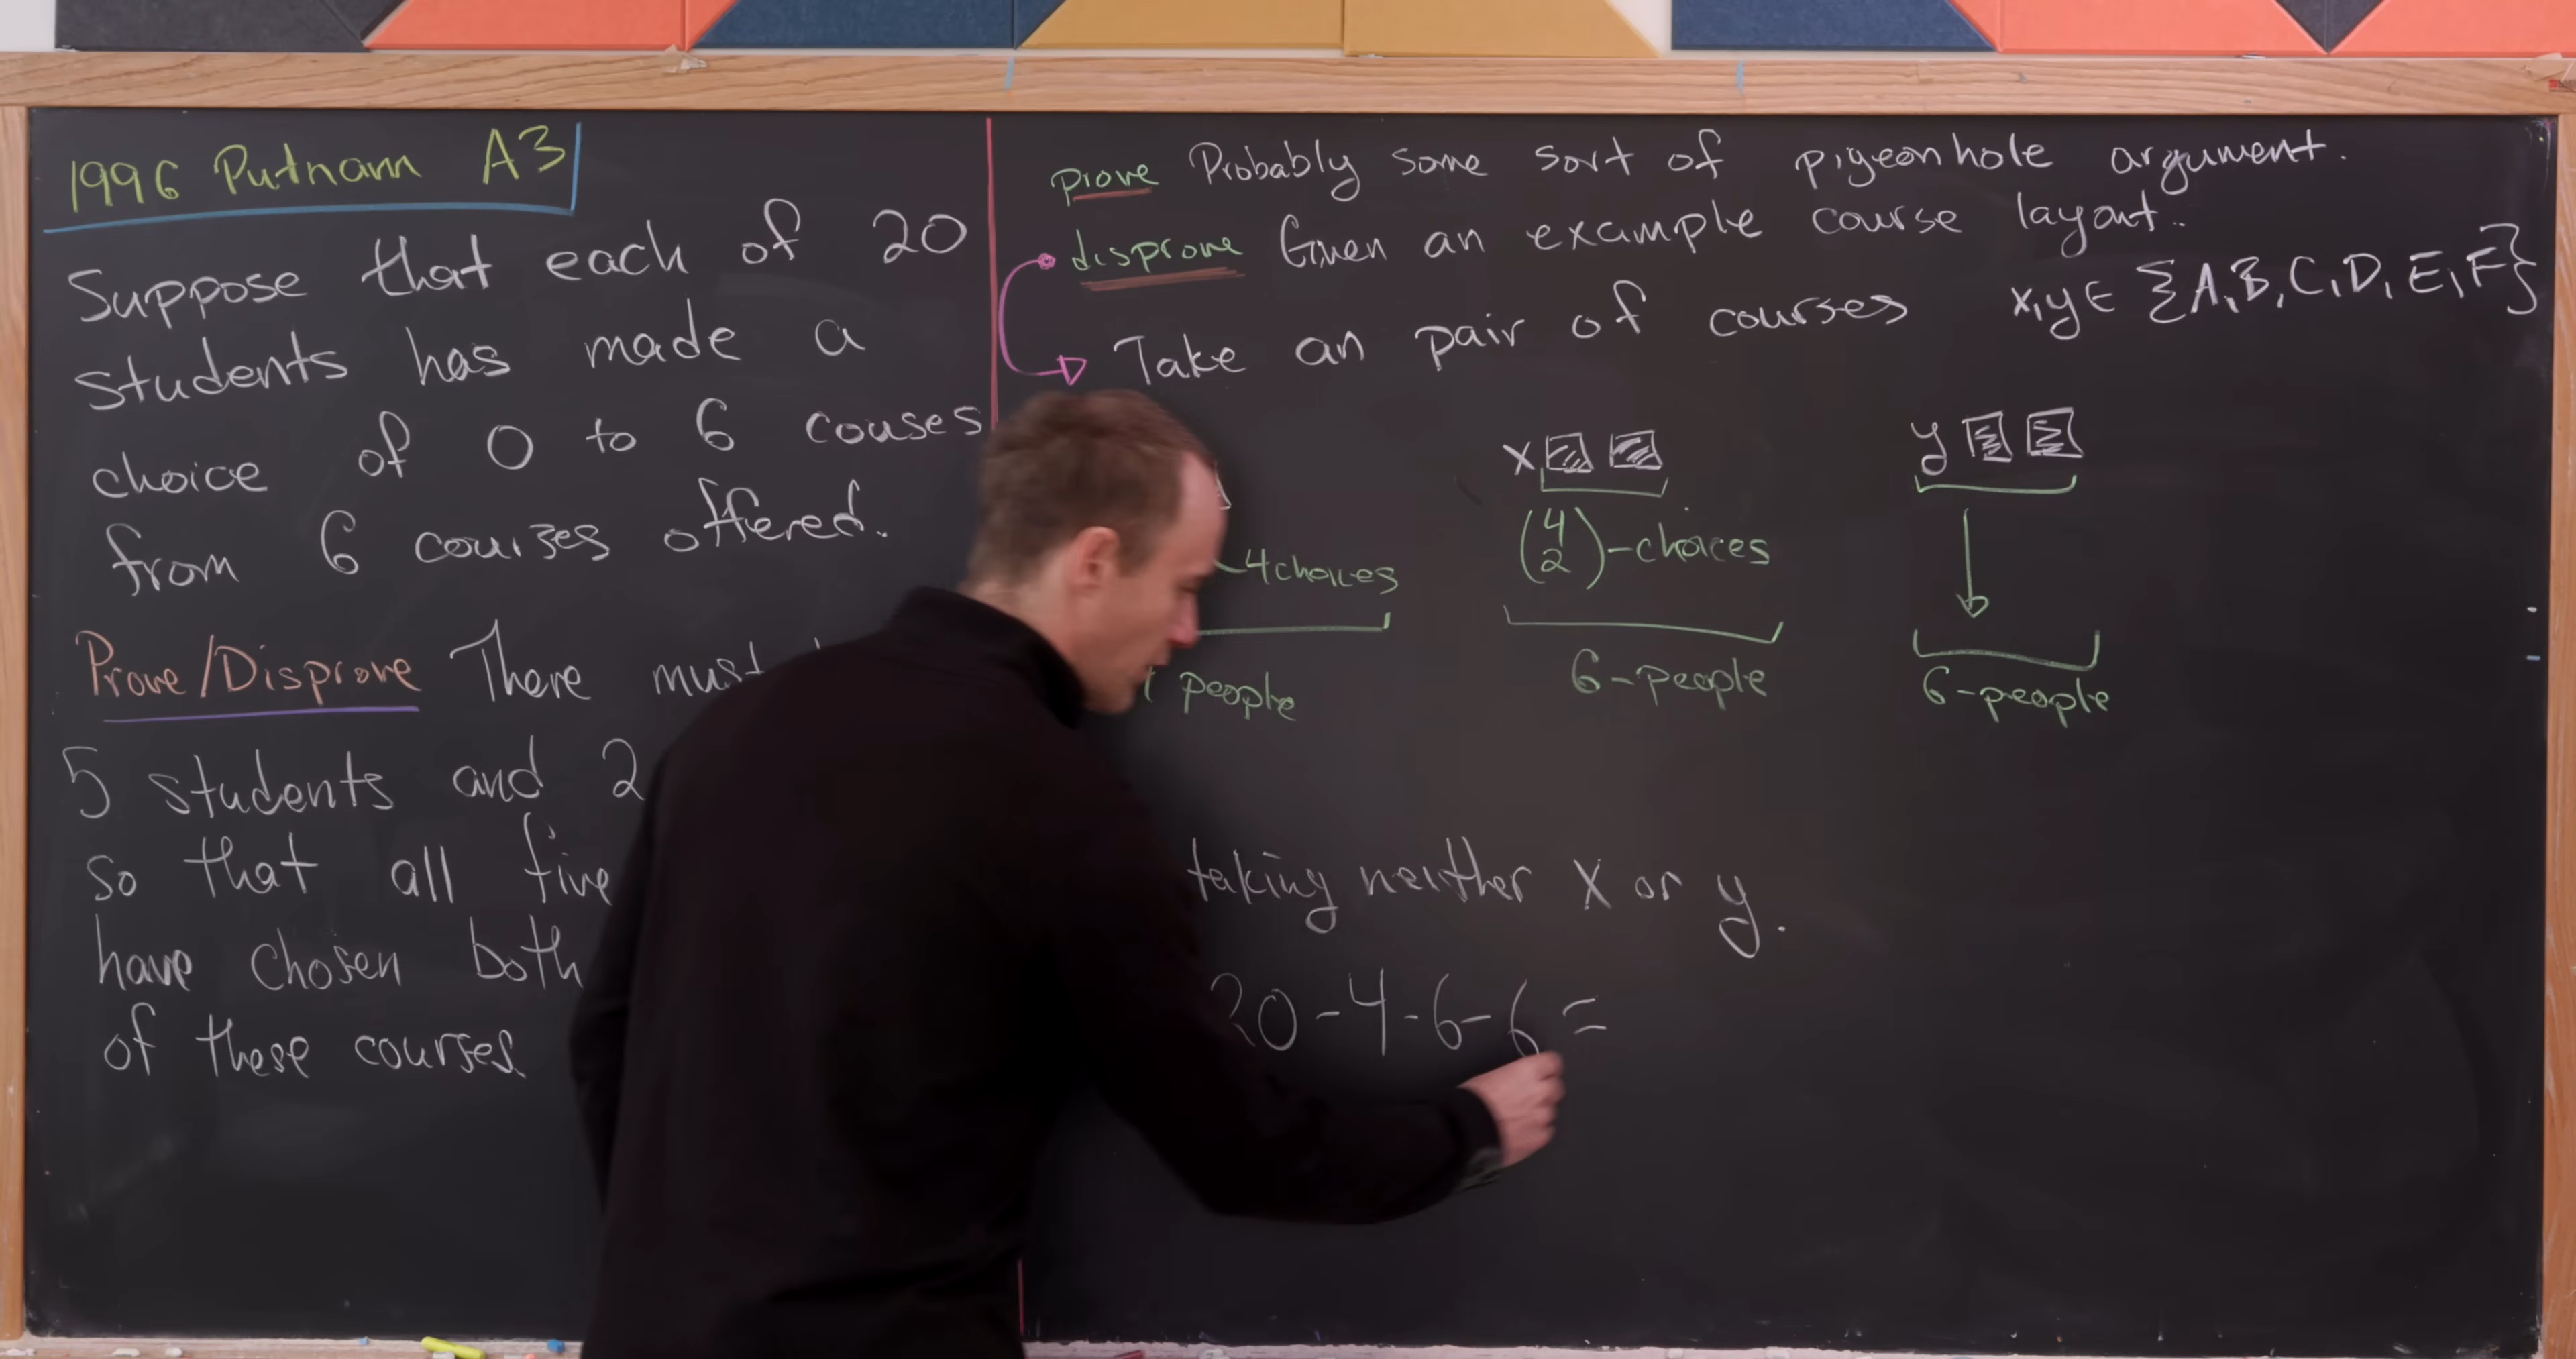 1996 Putnam A3
Suppose that each of 20
students has made a
choice of 0 to 6 couses
from 6 courses offered.
Prove/Disprove There must
5 students and 2
so that all five
have chosen both
of these courses
prove Probably some sort of pigeonhole argument.
disprove Given an example course layout.
Take an pair of courses x,y ∈ {A,B,C,D,E,F}
x
y
4 choices
(4 2)-choices
people
6-people
6-people
taking neither x or y.
20-4-6-6=